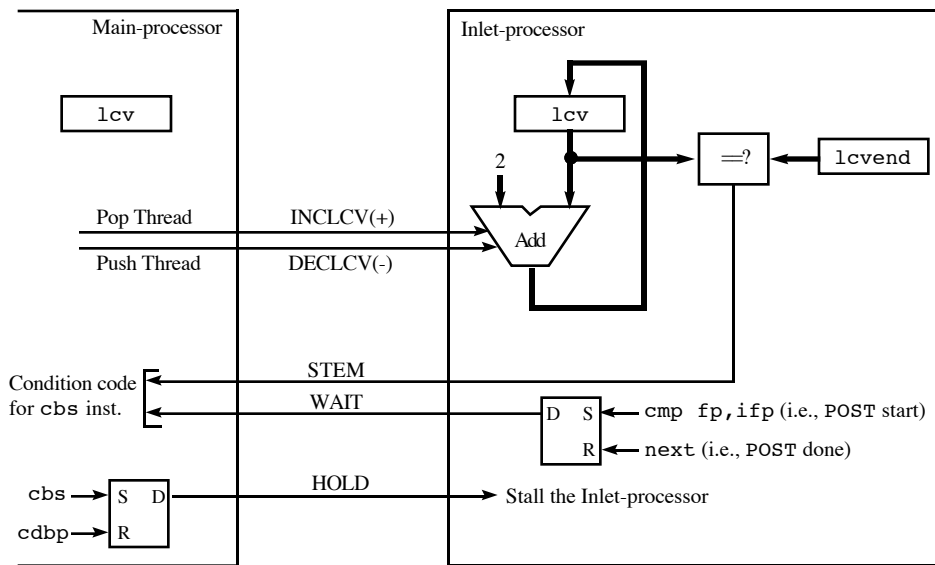 Main-processor
Inlet-processor
lcv
lcv
==?
lcvend
2
Pop Thread
INCLCV(+)
Add
Push Thread
DECLCV(-)
STEM
Condition code
for cbs inst.
WAIT
D S
cmp fp,ifp (i.e., POST start)
R
next (i.e., POST done)
cbs
S D
HOLD
Stall the Inlet-processor
cdbp
R